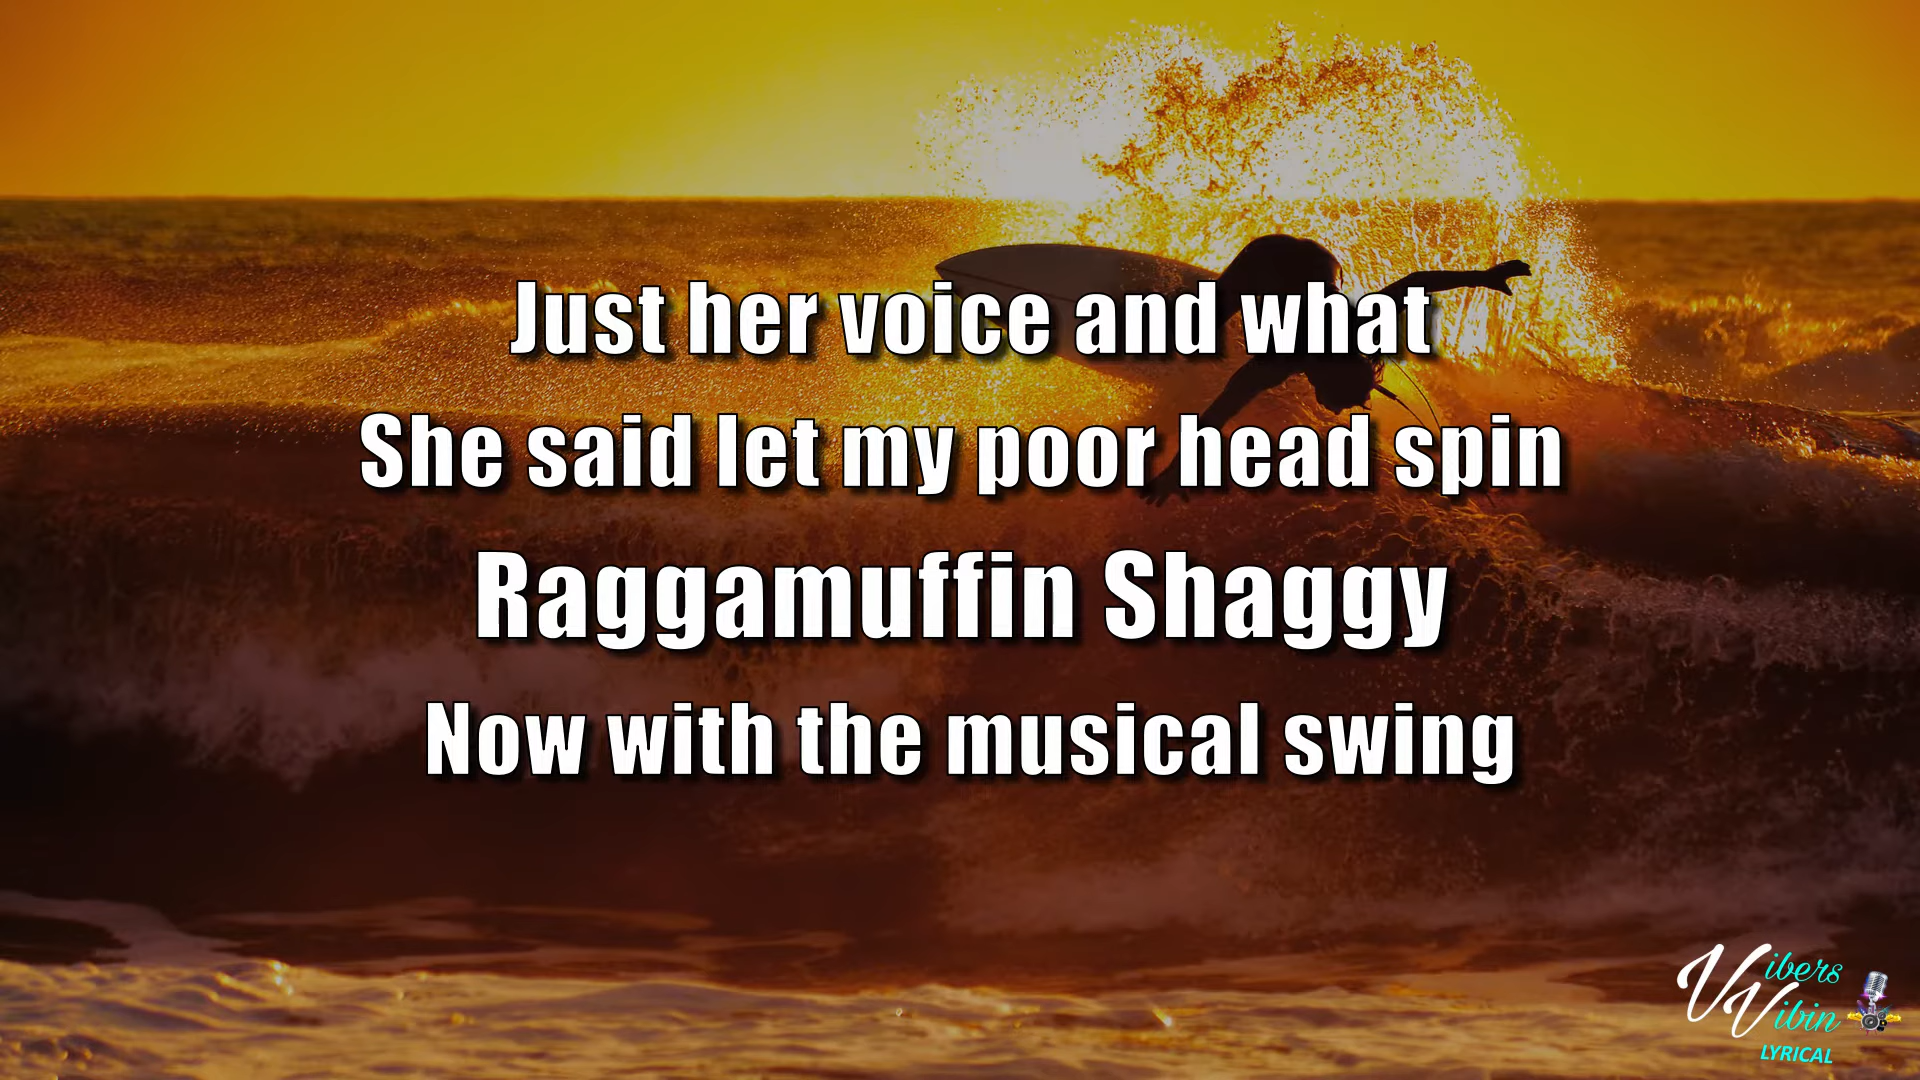 Just her voice and what
She said let my poor head spin
Raggamuffin Shaggy
Now with the musical swing
Vibers
Vibin
LYRICAL